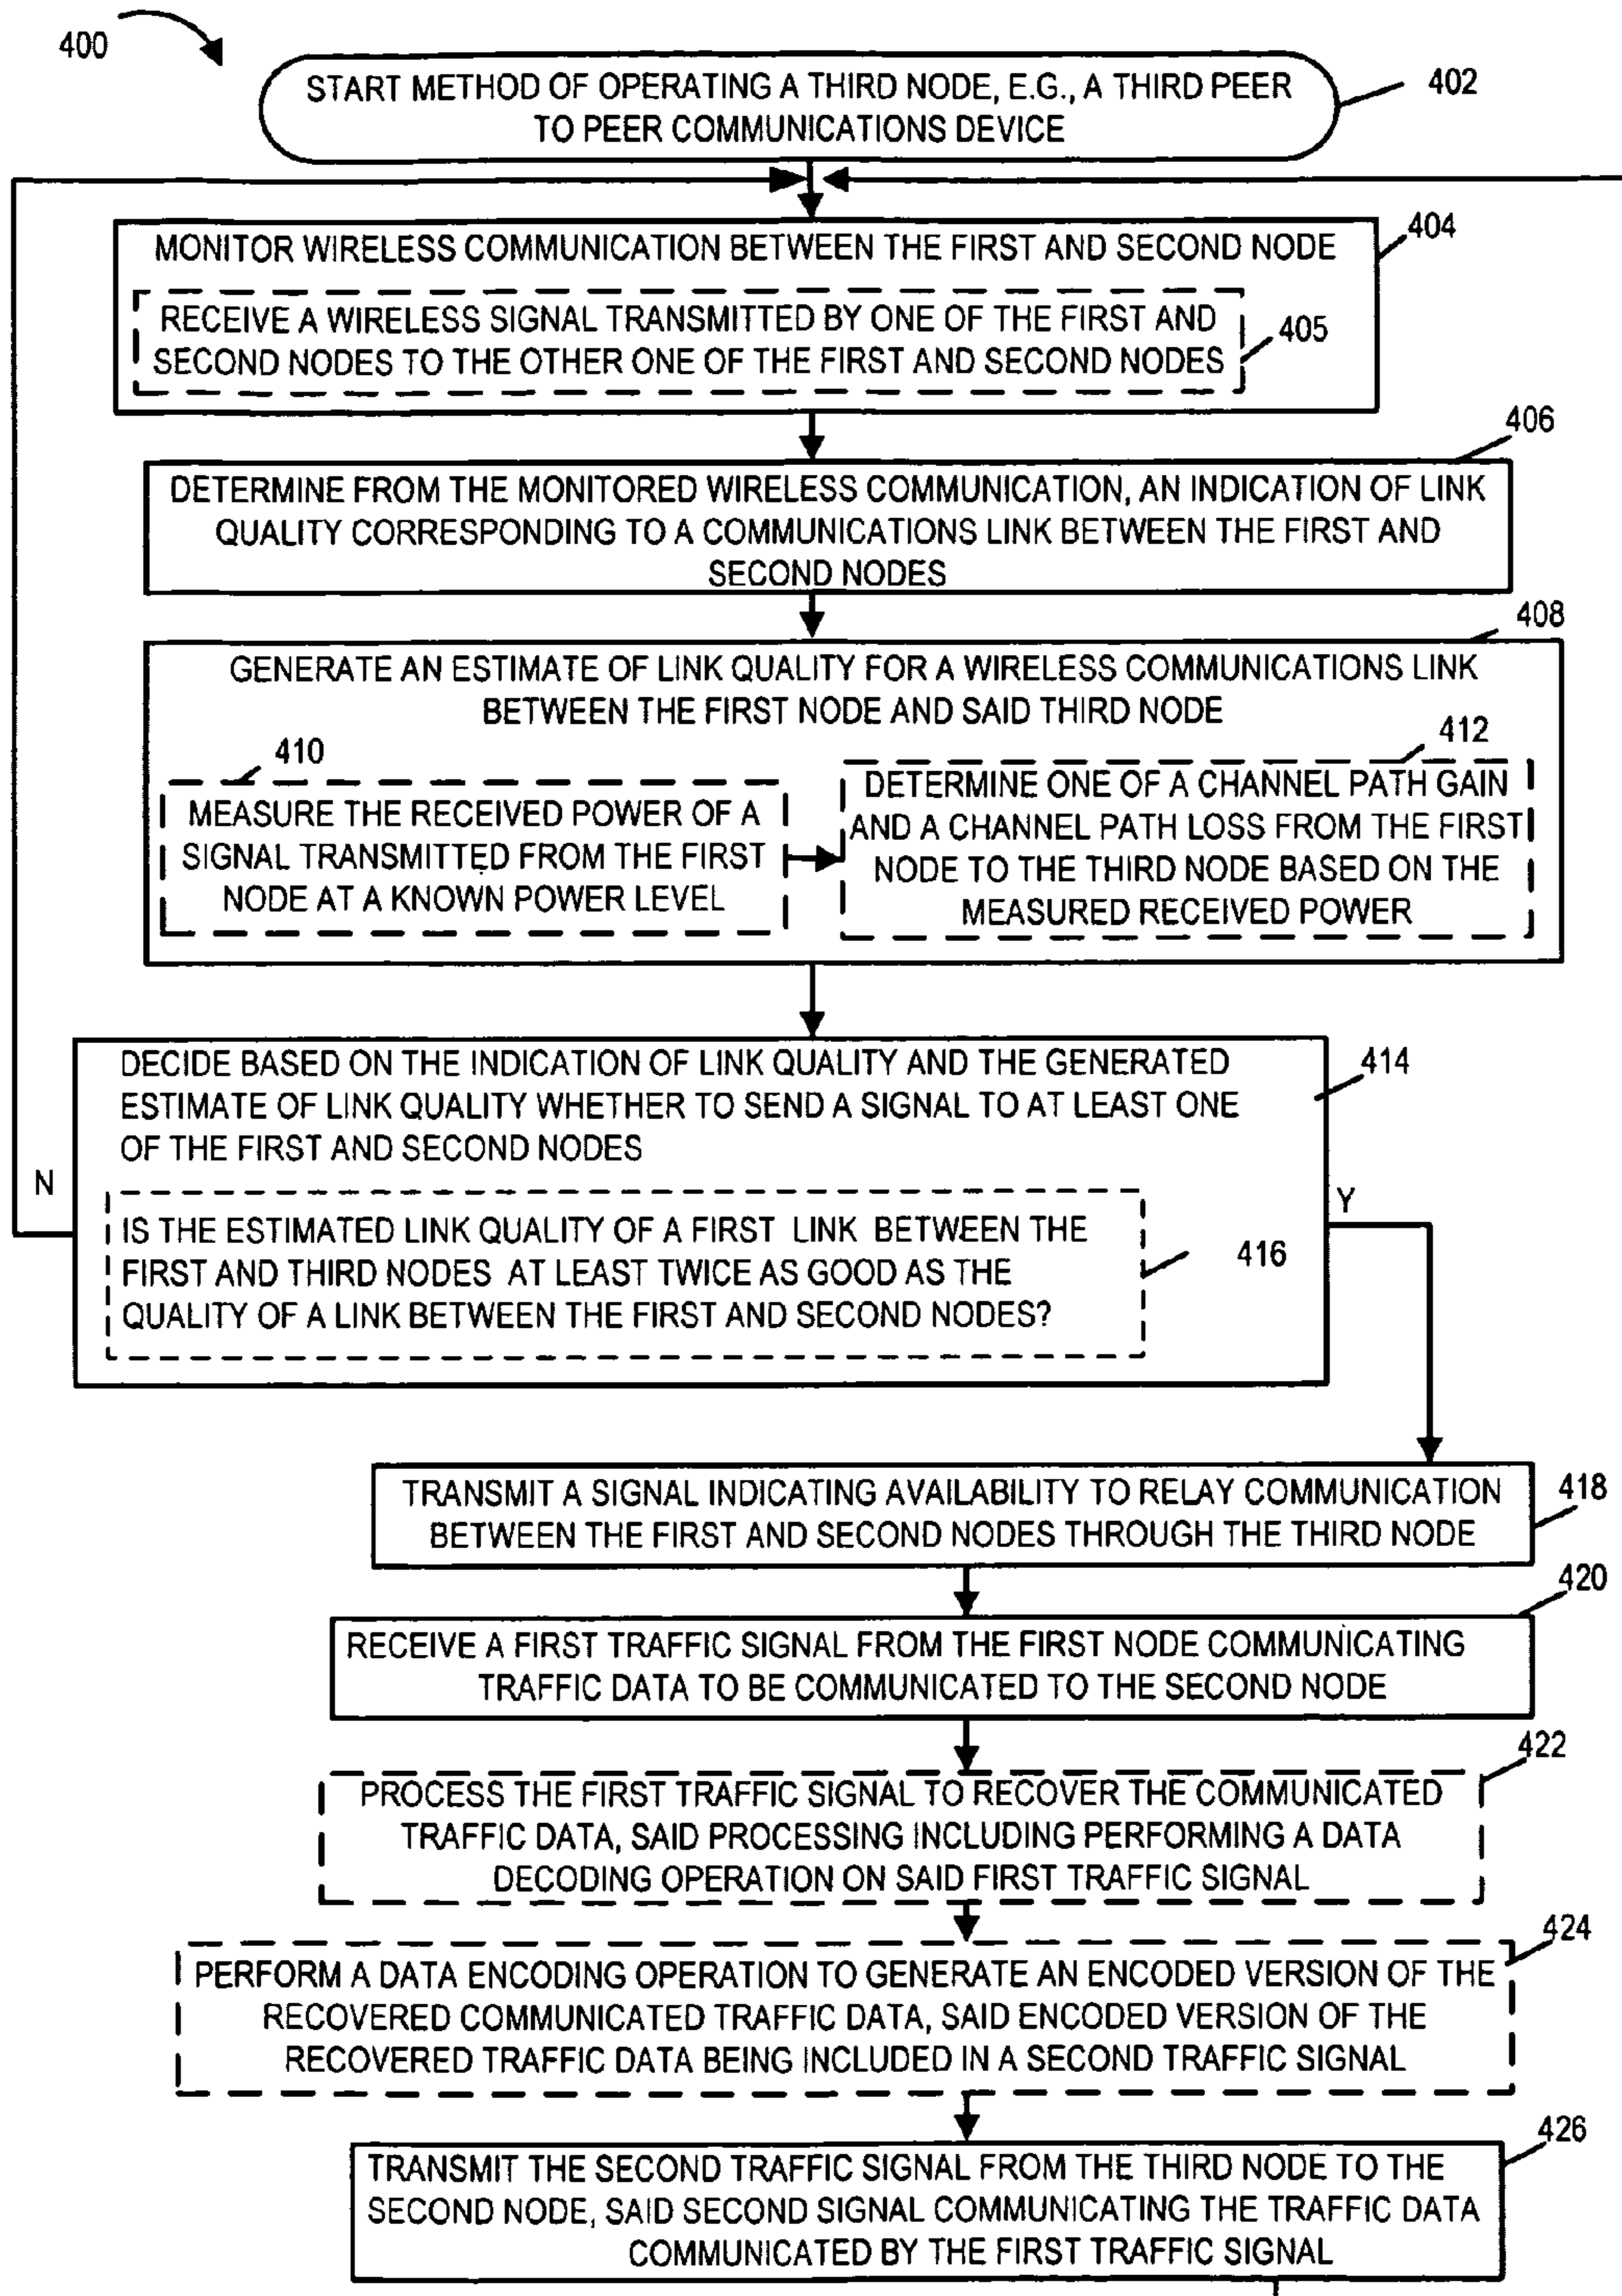 400
START METHOD OF OPERATING A THIRD NODE, E.G., A THIRD PEER
TO PEER COMMUNICATIONS DEVICE
402
MONITOR WIRELESS COMMUNICATION BETWEEN THE FIRST AND SECOND NODE
404
RECEIVE A WIRELESS SIGNAL TRANSMITTED BY ONE OF THE FIRST AND
SECOND NODES TO THE OTHER ONE OF THE FIRST AND SECOND NODES
405
406
DETERMINE FROM THE MONITORED WIRELESS COMMUNICATION, AN INDICATION OF LINK
QUALITY CORRESPONDING TO A COMMUNICATIONS LINK BETWEEN THE FIRST AND
SECOND NODES
408
GENERATE AN ESTIMATE OF LINK QUALITY FOR A WIRELESS COMMUNICATIONS LINK
BETWEEN THE FIRST NODE AND SAID THIRD NODE
410
MEASURE THE RECEIVED POWER OF A
SIGNAL TRANSMITTED FROM THE FIRST
NODE AT A KNOWN POWER LEVEL
412
DETERMINE ONE OF A CHANNEL PATH GAIN
AND A CHANNEL PATH LOSS FROM THE FIRST
NODE TO THE THIRD NODE BASED ON THE
MEASURED RECEIVED POWER
DECIDE BASED ON THE INDICATION OF LINK QUALITY AND THE GENERATED
ESTIMATE OF LINK QUALITY WHETHER TO SEND A SIGNAL TO AT LEAST ONE
OF THE FIRST AND SECOND NODES
414
N
Y
IS THE ESTIMATED LINK QUALITY OF A FIRST LINK BETWEEN THE
FIRST AND THIRD NODES AT LEAST TWICE AS GOOD AS THE
QUALITY OF A LINK BETWEEN THE FIRST AND SECOND NODES?
416
TRANSMIT A SIGNAL INDICATING AVAILABILITY TO RELAY COMMUNICATION
BETWEEN THE FIRST AND SECOND NODES THROUGH THE THIRD NODE
418
420
RECEIVE A FIRST TRAFFIC SIGNAL FROM THE FIRST NODE COMMUNICATING
TRAFFIC DATA TO BE COMMUNICATED TO THE SECOND NODE
422
PROCESS THE FIRST TRAFFIC SIGNAL TO RECOVER THE COMMUNICATED
TRAFFIC DATA, SAID PROCESSING INCLUDING PERFORMING A DATA
DECODING OPERATION ON SAID FIRST TRAFFIC SIGNAL
424
PERFORM A DATA ENCODING OPERATION TO GENERATE AN ENCODED VERSION OF THE
RECOVERED COMMUNICATED TRAFFIC DATA, SAID ENCODED VERSION OF THE
RECOVERED TRAFFIC DATA BEING INCLUDED IN A SECOND TRAFFIC SIGNAL
426
TRANSMIT THE SECOND TRAFFIC SIGNAL FROM THE THIRD NODE TO THE
SECOND NODE, SAID SECOND SIGNAL COMMUNICATING THE TRAFFIC DATA
COMMUNICATED BY THE FIRST TRAFFIC SIGNAL